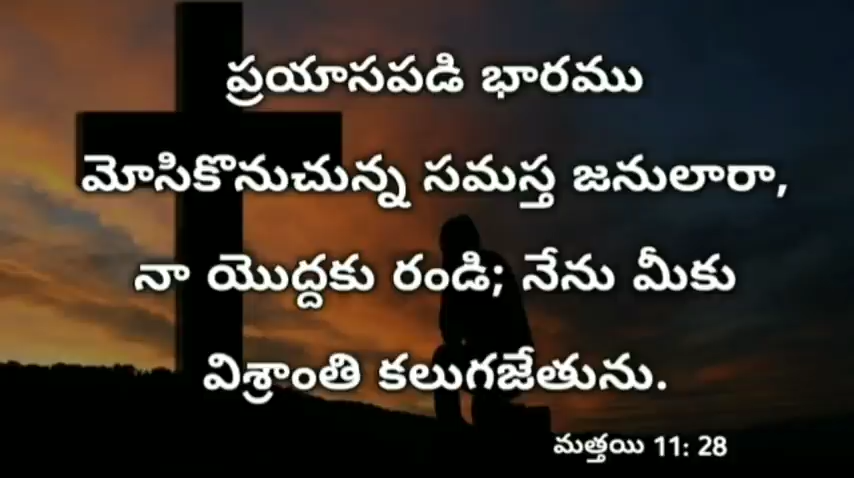 ప్రయాసపడి భారము
మోసికొనుచున్న సమస్త జనులారా,
నా యొద్దకు రండి; నేను మీకు
విశ్రాంతి కలుగజేతును.
మత్తయి 11: 28